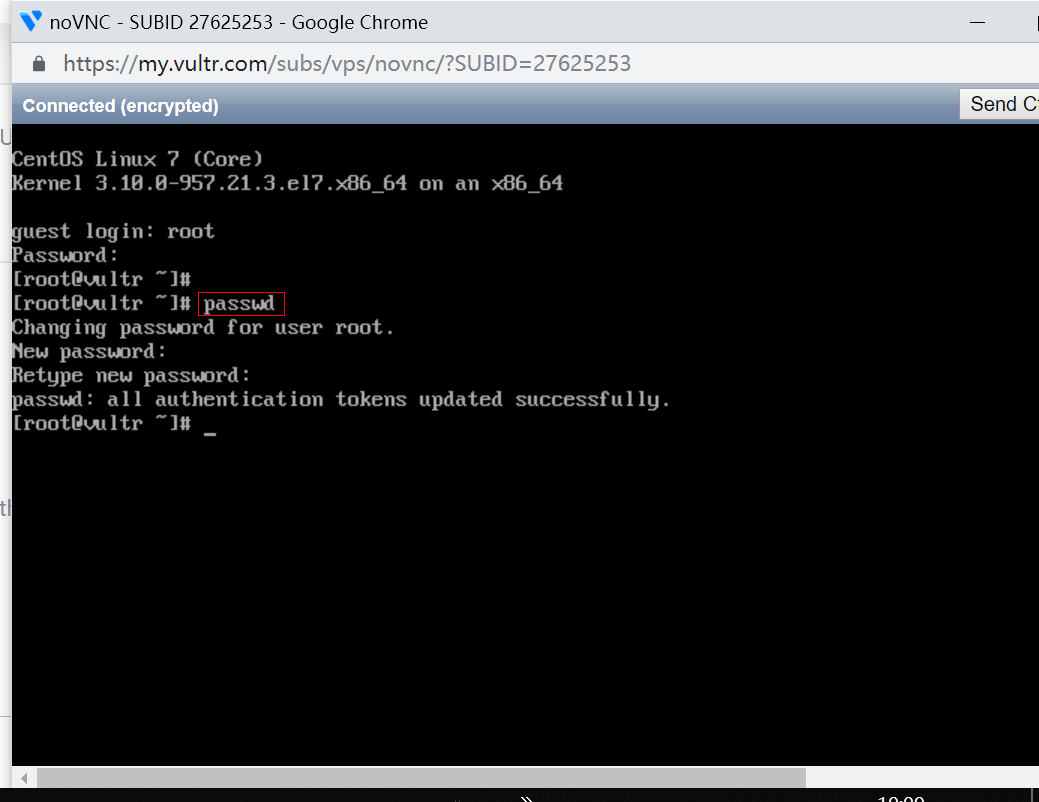 noVNC - SUBID 27625253 - Google Chrome
https://my.vultr.com/subs/vps/novnc/?SUBID=27625253
Connected (encrypted)
Send C
CentOS Linux 7 (Core)
Kernel 3.10.0-957.21.3.el7.x86_64 on an x86_64
guest login: root
Password:
[root@vultr ~]#
[root@vultr ~]# passwd
Changing password for user root.
New password:
Retype new password:
passwd: all authentication tokens updated successfully.
[root@vultr ~]# _